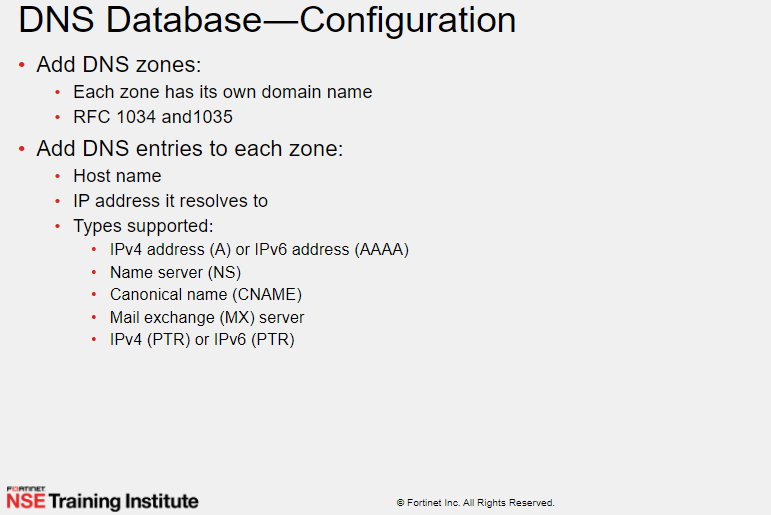 DNS Database—Configuration
• Add DNS zones:
• Each zone has its own domain name
• RFC 1034 and1035
• Add DNS entries to each zone:
• Host name
• IP address it resolves to
• Types supported:
• IPv4 address (A) or IPv6 address (AAAA)
• Name server (NS)
• Canonical name (CNAME)
• Mail exchange (MX) server
• IPv4 (PTR) or IPv6 (PTR)
FORTINET
NSE Training Institute
© Fortinet Inc. All Rights Reserved.